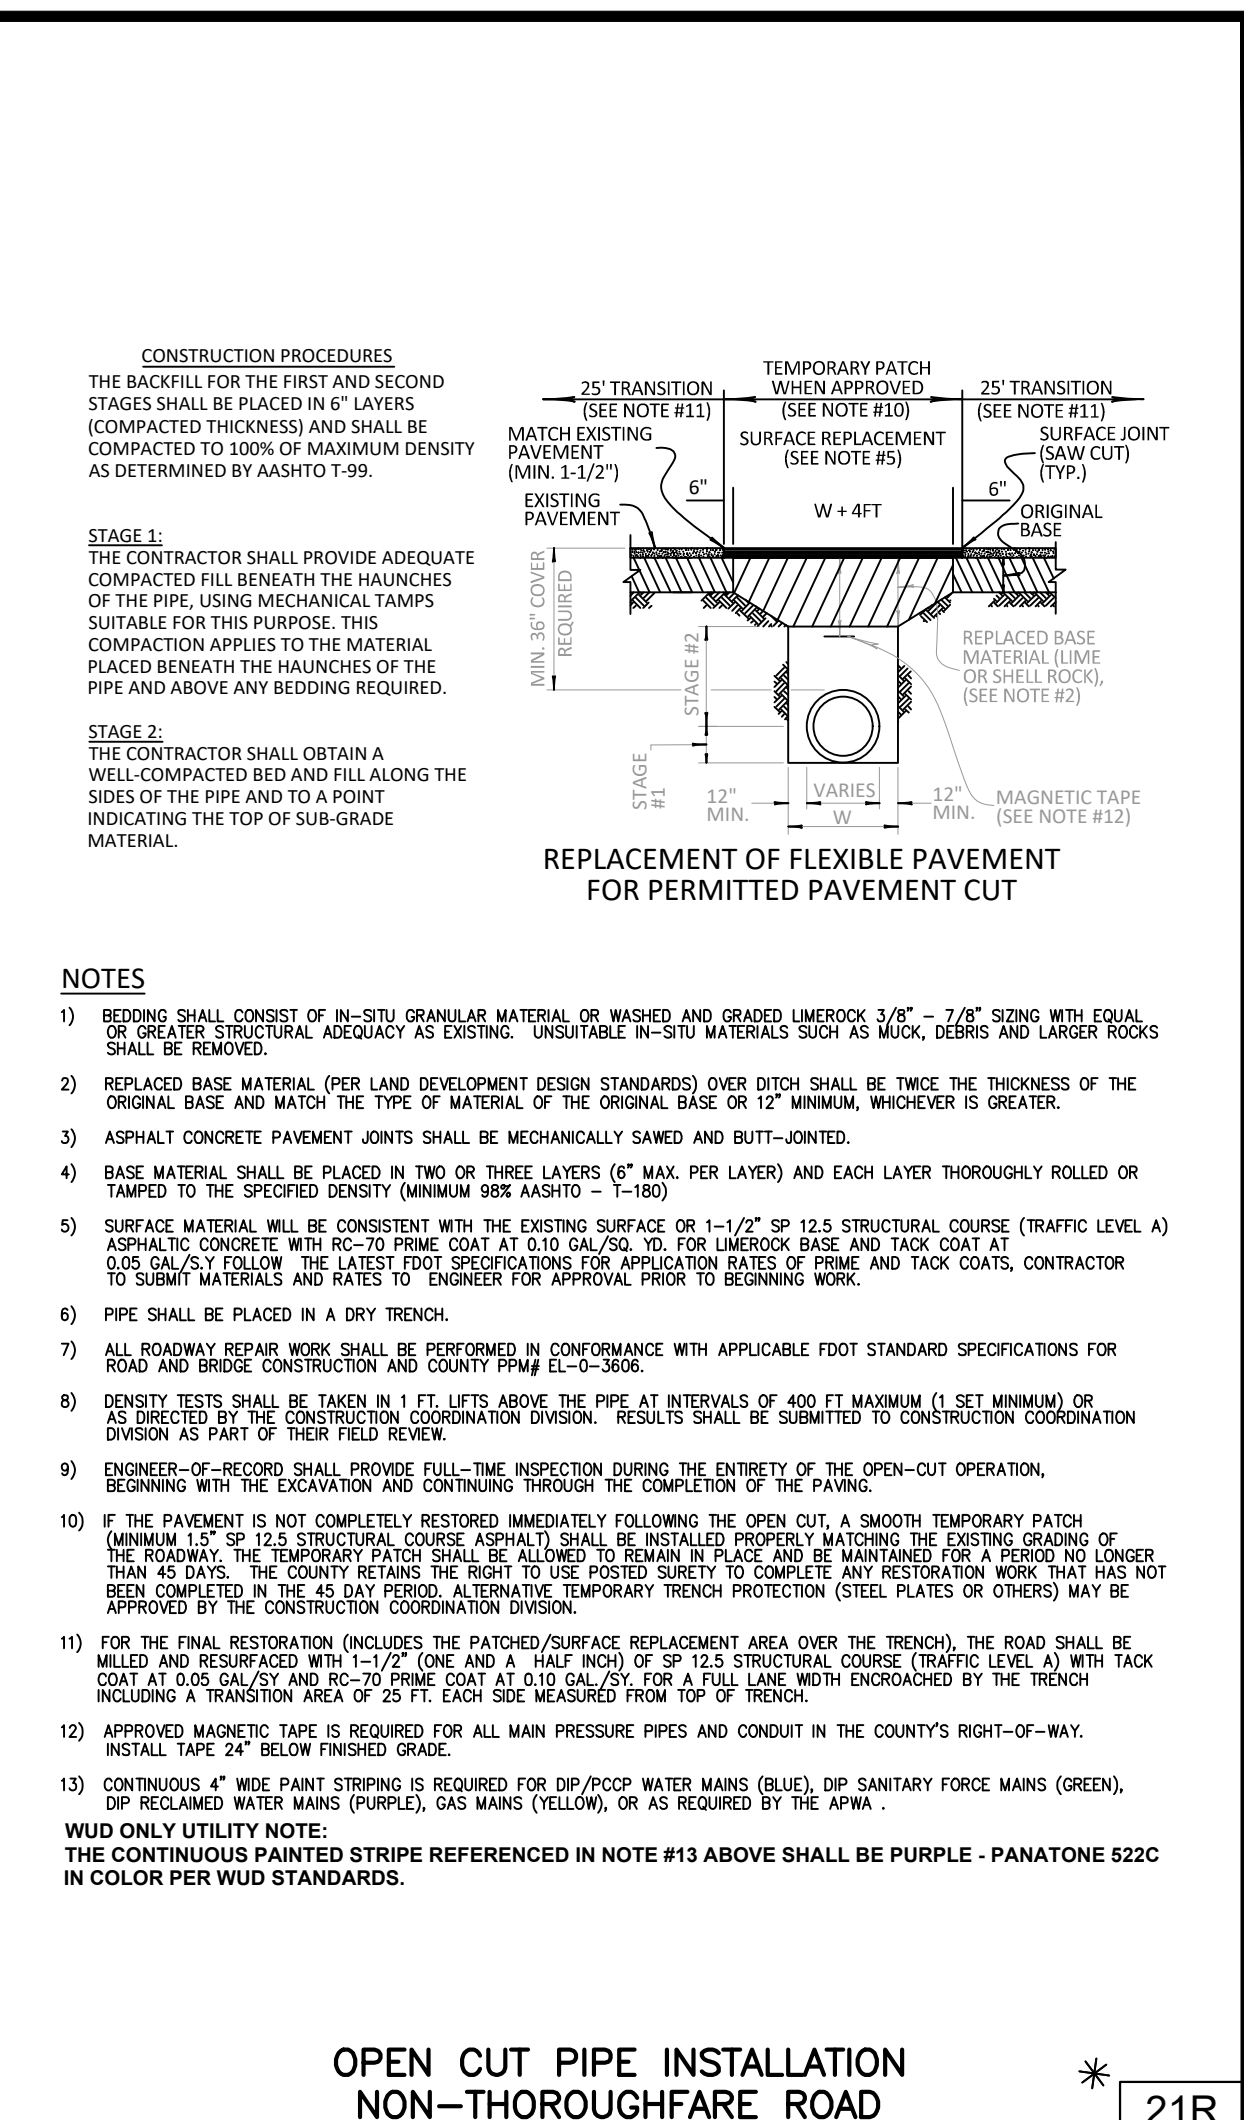 CONSTRUCTION PROCEDURES
THE BACKFILL FOR THE FIRST AND SECOND
STAGES SHALL BE PLACED IN 6" LAYERS
(COMPACTED THICKNESS) AND SHALL BE
COMPACTED TO 100% OF MAXIMUM DENSITY
AS DETERMINED BY AASHTO T-99.
STAGE 1:
THE CONTRACTOR SHALL PROVIDE ADEQUATE
COMPACTED FILL BENEATH THE HAUNCHES
OF THE PIPE, USING MECHANICAL TAMPS
SUITABLE FOR THIS PURPOSE. THIS
COMPACTION APPLIES TO THE MATERIAL
PLACED BENEATH THE HAUNCHES OF THE
PIPE AND ABOVE ANY BEDDING REQUIRED.
STAGE 2:
THE CONTRACTOR SHALL OBTAIN A
WELL-COMPACTED BED AND FILL ALONG THE
SIDES OF THE PIPE AND TO A POINT
INDICATING THE TOP OF SUB-GRADE
MATERIAL.
25' TRANSITION
(SEE NOTE #11)
TEMPORARY PATCH
WHEN APPROVED
(SEE NOTE #10)
25' TRANSITION
(SEE NOTE #11)
MATCH EXISTING
PAVEMENT
(MIN. 1-1/2")
SURFACE REPLACEMENT
(SEE NOTE #5)
SURFACE JOINT
(SAW CUT)
(TYP.)
6"
6"
EXISTING
PAVEMENT
W + 4FT
ORIGINAL
BASE
MIN. 36" COVER
REQUIRED
STAGE #2
REPLACED BASE
MATERIAL (LIME
OR SHELL ROCK),
(SEE NOTE #2)
STAGE
#1
12"
MIN.
VARIES
W
12"
MIN.
MAGNETIC TAPE
(SEE NOTE #12)
REPLACEMENT OF FLEXIBLE PAVEMENT
FOR PERMITTED PAVEMENT CUT
NOTES
1) BEDDING SHALL CONSIST OF IN-SITU GRANULAR MATERIAL OR WASHED AND GRADED LIMEROCK 3/8" - 7/8" SIZING WITH EQUAL
OR GREATER STRUCTURAL ADEQUACY AS EXISTING. UNSUITABLE IN-SITU MATERIALS SUCH AS MUCK, DEBRIS AND LARGER ROCKS
SHALL BE REMOVED.
2) REPLACED BASE MATERIAL (PER LAND DEVELOPMENT DESIGN STANDARDS) OVER DITCH SHALL BE TWICE THE THICKNESS OF THE
ORIGINAL BASE AND MATCH THE TYPE OF MATERIAL OF THE ORIGINAL BASE OR 12" MINIMUM, WHICHEVER IS GREATER.
3) ASPHALT CONCRETE PAVEMENT JOINTS SHALL BE MECHANICALLY SAWED AND BUTT-JOINTED.
4) BASE MATERIAL SHALL BE PLACED IN TWO OR THREE LAYERS (6" MAX. PER LAYER) AND EACH LAYER THOROUGHLY ROLLED OR
TAMPED TO THE SPECIFIED DENSITY (MINIMUM 98% AASHTO - T-180)
5) SURFACE MATERIAL WILL BE CONSISTENT WITH THE EXISTING SURFACE OR 1-1/2" SP 12.5 STRUCTURAL COURSE (TRAFFIC LEVEL A)
ASPHALTIC CONCRETE WITH RC-70 PRIME COAT AT 0.10 GAL/SQ. YD. FOR LIMEROCK BASE AND TACK COAT AT
0.05 GAL/S.Y FOLLOW THE LATEST FDOT SPECIFICATIONS FOR APPLICATION RATES OF PRIME AND TACK COATS, CONTRACTOR
TO SUBMIT MATERIALS AND RATES TO ENGINEER FOR APPROVAL PRIOR TO BEGINNING WORK.
6) PIPE SHALL BE PLACED IN A DRY TRENCH.
7) ALL ROADWAY REPAIR WORK SHALL BE PERFORMED IN CONFORMANCE WITH APPLICABLE FDOT STANDARD SPECIFICATIONS FOR
ROAD AND BRIDGE CONSTRUCTION AND COUNTY PPM# EL-0-3606.
8) DENSITY TESTS SHALL BE TAKEN IN 1 FT. LIFTS ABOVE THE PIPE AT INTERVALS OF 400 FT MAXIMUM (1 SET MINIMUM) OR
AS DIRECTED BY THE CONSTRUCTION COORDINATION DIVISION. RESULTS SHALL BE SUBMITTED TO CONSTRUCTION COORDINATION
DIVISION AS PART OF THEIR FIELD REVIEW.
9) ENGINEER-OF-RECORD SHALL PROVIDE FULL-TIME INSPECTION DURING THE ENTIRETY OF THE OPEN-CUT OPERATION,
BEGINNING WITH THE EXCAVATION AND CONTINUING THROUGH THE COMPLETION OF THE PAVING.
10) IF THE PAVEMENT IS NOT COMPLETELY RESTORED IMMEDIATELY FOLLOWING THE OPEN CUT, A SMOOTH TEMPORARY PATCH
(MINIMUM 1.5" SP 12.5 STRUCTURAL COURSE ASPHALT) SHALL BE INSTALLED PROPERLY MATCHING THE EXISTING GRADING OF
THE ROADWAY. THE TEMPORARY PATCH SHALL BE ALLOWED TO REMAIN IN PLACE AND BE MAINTAINED FOR A PERIOD NO LONGER
THAN 45 DAYS. THE COUNTY RETAINS THE RIGHT TO USE POSTED SURETY TO COMPLETE ANY RESTORATION WORK THAT HAS NOT
BEEN COMPLETED IN THE 45 DAY PERIOD. ALTERNATIVE TEMPORARY TRENCH PROTECTION (STEEL PLATES OR OTHERS) MAY BE
APPROVED BY THE CONSTRUCTION COORDINATION DIVISION.
11) FOR THE FINAL RESTORATION (INCLUDES THE PATCHED/SURFACE REPLACEMENT AREA OVER THE TRENCH), THE ROAD SHALL BE
MILLED AND RESURFACED WITH 1-1/2" (ONE AND A HALF INCH) OF SP 12.5 STRUCTURAL COURSE (TRAFFIC LEVEL A) WITH TACK
COAT AT 0.05 GAL/SY AND RC-70 PRIME COAT AT 0.10 GAL./SY. FOR A FULL LANE WIDTH ENCROACHED BY THE TRENCH
INCLUDING A TRANSITION AREA OF 25 FT. EACH SIDE MEASURED FROM TOP OF TRENCH.
12) APPROVED MAGNETIC TAPE IS REQUIRED FOR ALL MAIN PRESSURE PIPES AND CONDUIT IN THE COUNTY'S RIGHT-OF-WAY.
INSTALL TAPE 24" BELOW FINISHED GRADE.
13) CONTINUOUS 4" WIDE PAINT STRIPING IS REQUIRED FOR DIP/PCCP WATER MAINS (BLUE), DIP SANITARY FORCE MAINS (GREEN),
DIP RECLAIMED WATER MAINS (PURPLE), GAS MAINS (YELLOW), OR AS REQUIRED BY THE APWA .
WUD ONLY UTILITY NOTE:
THE CONTINUOUS PAINTED STRIPE REFERENCED IN NOTE #13 ABOVE SHALL BE PURPLE - PANATONE 522C
IN COLOR PER WUD STANDARDS.
OPEN CUT PIPE INSTALLATION
NON-THOROUGHFARE ROAD
*
21R